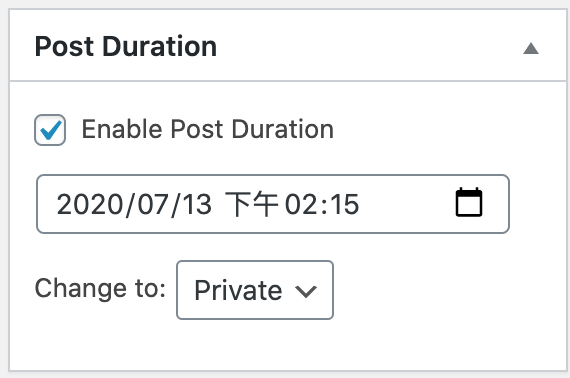 Post Duration
Enable Post Duration
2020/07/13 下午 02:15
Change to: Private